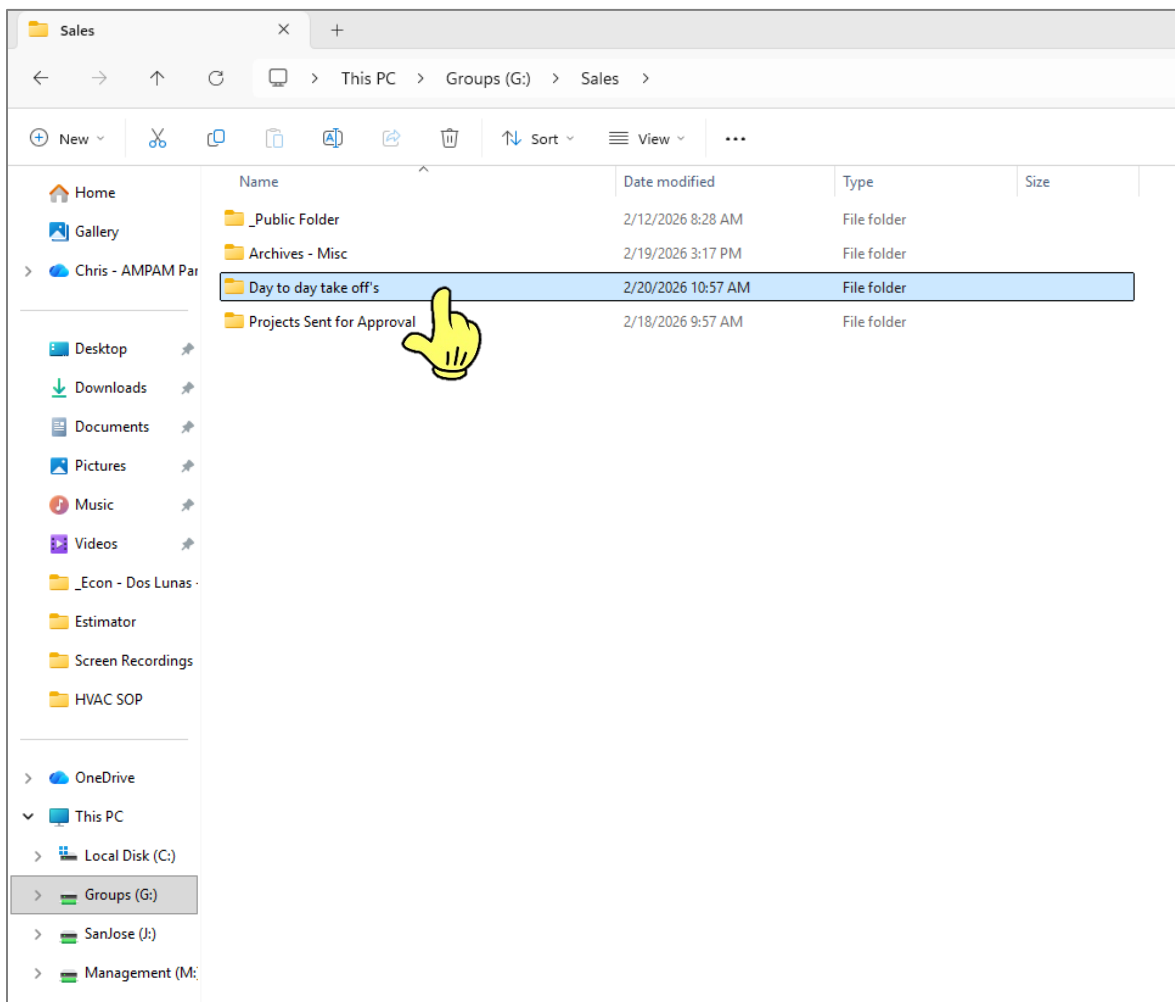 Sales
This PC > Groups (G:) > Sales >
New
Sort
View
Name
Date modified
Type
Size
_Public Folder 2/12/2026 8:28 AM File folder
Archives - Misc 2/19/2026 3:17 PM File folder
Day to day take off's 2/20/2026 10:57 AM File folder
Projects Sent for Approval 2/18/2026 9:57 AM File folder
Home
Gallery
Chris - AMPAM Par
Desktop
Downloads
Documents
Pictures
Music
Videos
_Econ - Dos Lunas -
Estimator
Screen Recordings
HVAC SOP
OneDrive
This PC
Local Disk (C:)
Groups (G:)
SanJose (J:)
Management (M: